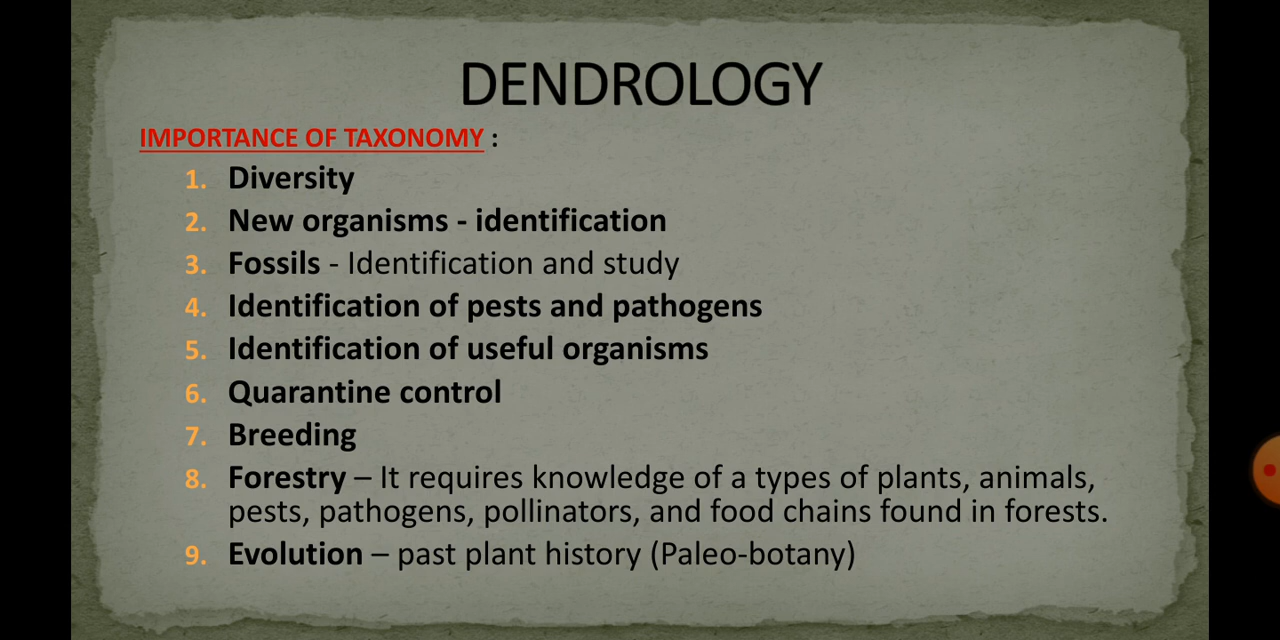 DENDROLOGY
IMPORTANCE OF TAXONOMY :
1. Diversity
2. New organisms - identification
3. Fossils - Identification and study
4. Identification of pests and pathogens
5. Identification of useful organisms
6. Quarantine control
7. Breeding
8. Forestry – It requires knowledge of a types of plants, animals,
pests, pathogens, pollinators, and food chains found in forests.
9. Evolution – past plant history (Paleo-botany)